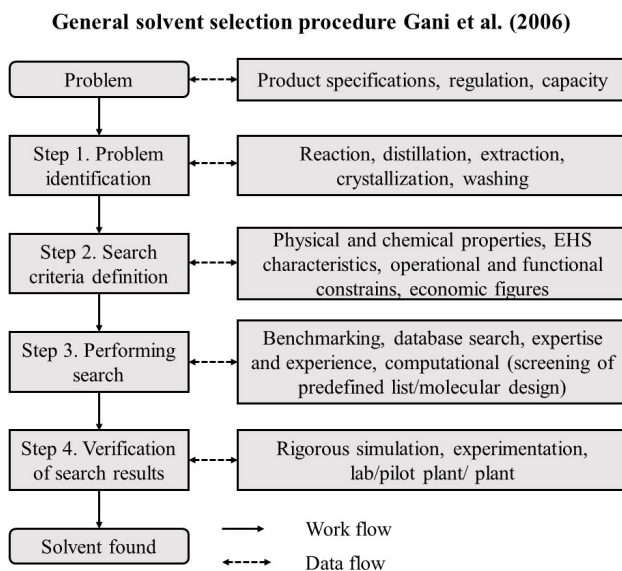 General solvent selection procedure Gani et al. (2006)
Problem
Product specifications, regulation, capacity
Step 1. Problem
identification
Reaction, distillation, extraction,
crystallization, washing
Step 2. Search
criteria definition
Physical and chemical properties, EHS
characteristics, operational and functional
constrains, economic figures
Step 3. Performing
search
Benchmarking, database search, expertise
and experience, computational (screening of
predefined list/molecular design)
Step 4. Verification
of search results
Rigorous simulation, experimentation,
lab/pilot plant/ plant
Solvent found
Work flow
Data flow